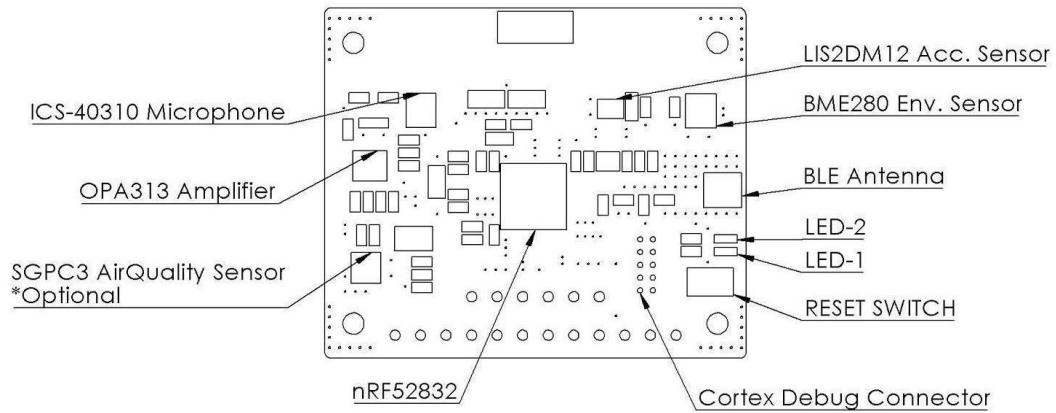 LIS2DM12 Acc. Sensor
ICS-40310 Microphone
BME280 Env. Sensor
OPA313 Amplifier
BLE Antenna
LED-2
SGPC3 AirQuality Sensor
*Optional
LED-1
RESET SWITCH
nRF52832
Cortex Debug Connector